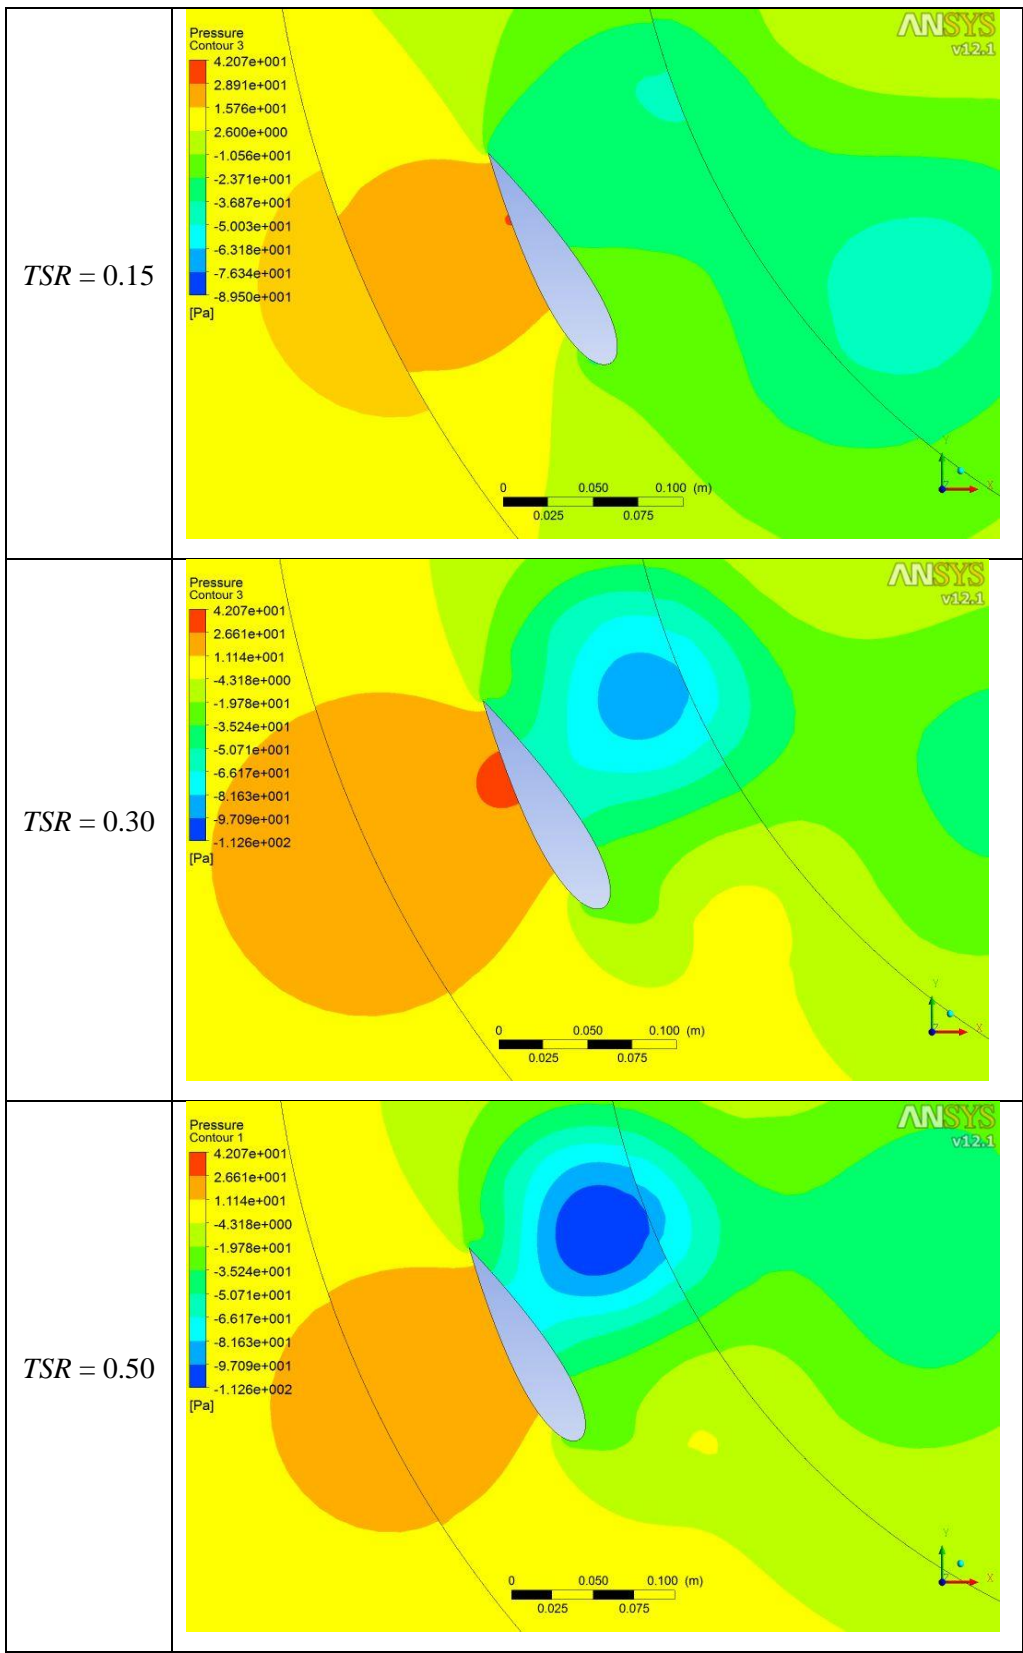 TSR = 0.15
Pressure
Contour 3
4.207e+001
2.891e+001
1.576e+001
2.600e+000
-1.056e+001
-2.371e+001
-3.687e+001
-5.003e+001
-6.318e+001
-7.634e+001
-8.950e+001
[Pa]
ANSYS
v12.1
0 0.050 0.100 (m)
0.025 0.075
Y
Z X
TSR = 0.30
Pressure
Contour 3
4.207e+001
2.661e+001
1.114e+001
-4.318e+000
-1.978e+001
-3.524e+001
-5.071e+001
-6.617e+001
-8.163e+001
-9.709e+001
-1.126e+002
[Pa]
ANSYS
v12.1
0 0.050 0.100 (m)
0.025 0.075
Y
Z X
TSR = 0.50
Pressure
Contour 1
4.207e+001
2.661e+001
1.114e+001
-4.318e+000
-1.978e+001
-3.524e+001
-5.071e+001
-6.617e+001
-8.163e+001
-9.709e+001
-1.126e+002
[Pa]
ANSYS
v12.1
0 0.050 0.100 (m)
0.025 0.075
Y
Z X